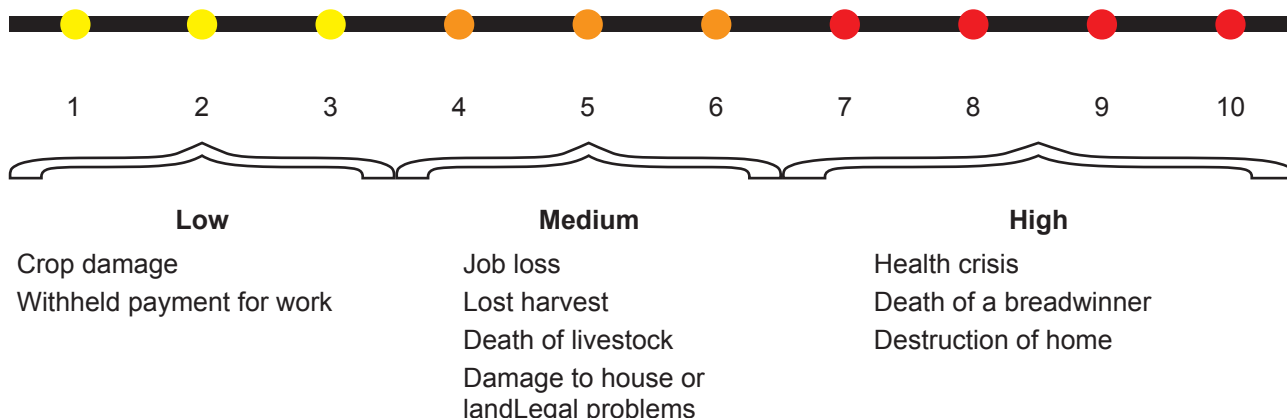 1 2 3 4 5 6 7 8 9 10
Low
Crop damage
Withheld payment for work
Medium
Job loss
Lost harvest
Death of livestock
Damage to house or
landLegal problems
High
Health crisis
Death of a breadwinner
Destruction of home